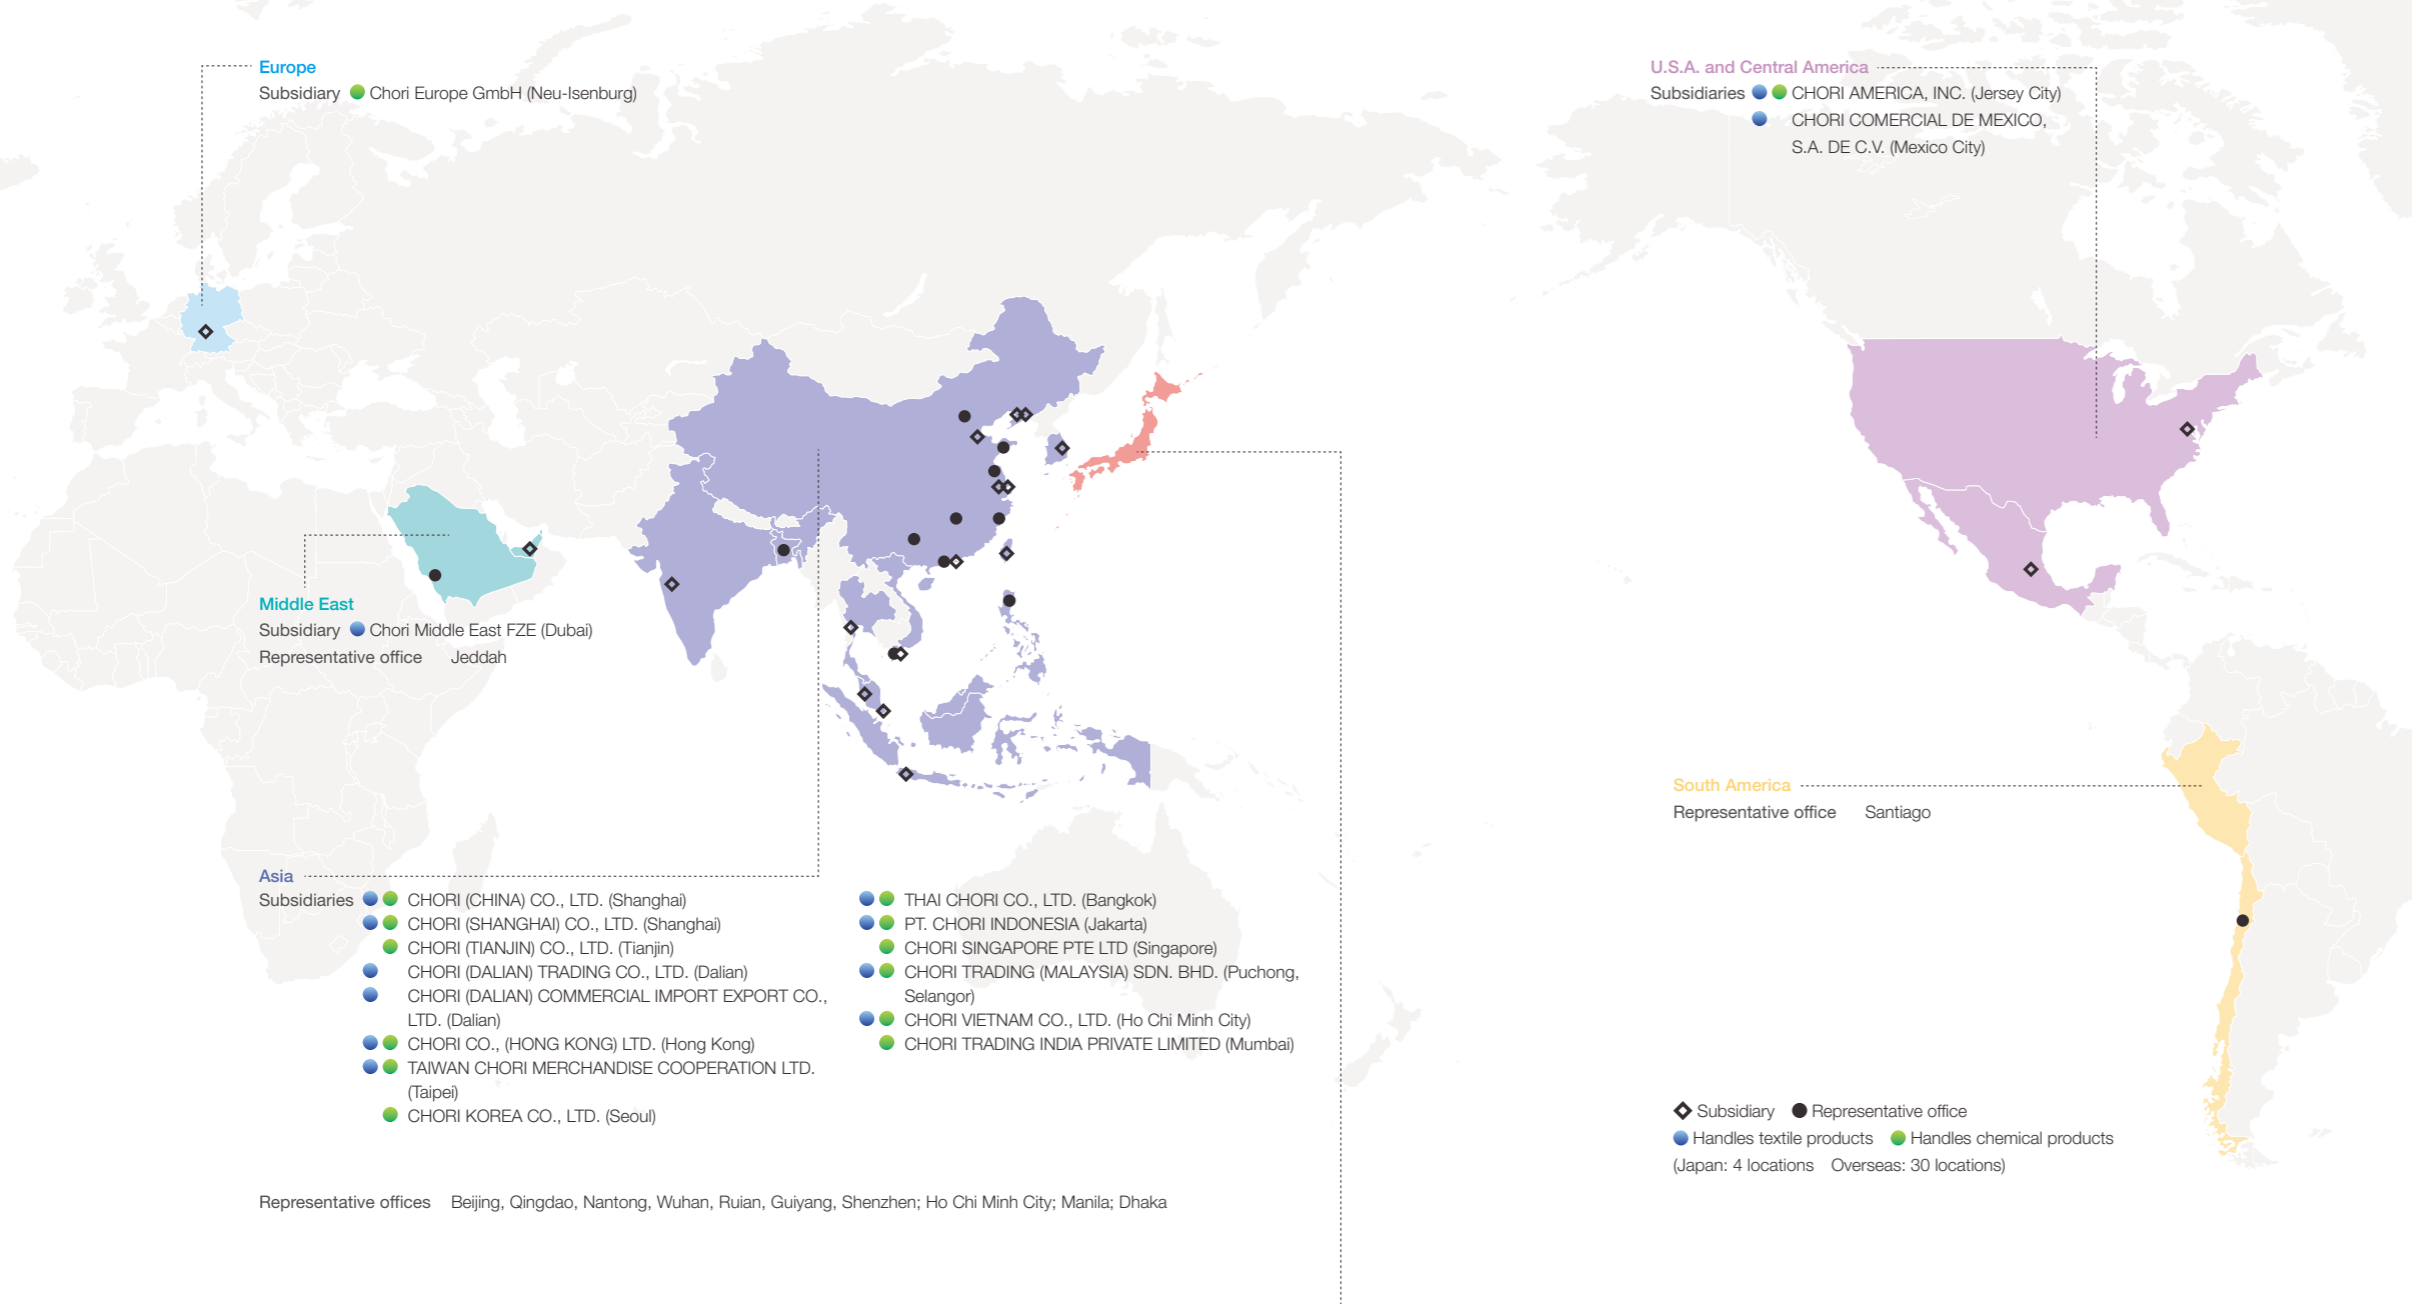 Europe
Subsidiary Chori Europe GmbH (Neu-Isenburg)
U.S.A. and Central America
Subsidiaries CHORI AMERICA, INC. (Jersey City)
CHORI COMERCIAL DE MEXICO,
S.A. DE C.V. (Mexico City)
Middle East
Subsidiary Chori Middle East FZE (Dubai)
Representative office Jeddah
South America
Representative office Santiago
Asia
Subsidiaries CHORI (CHINA) CO., LTD. (Shanghai)
CHORI (SHANGHAI) CO., LTD. (Shanghai)
CHORI (TIANJIN) CO., LTD. (Tianjin)
CHORI (DALIAN) TRADING CO., LTD. (Dalian)
CHORI (DALIAN) COMMERCIAL IMPORT EXPORT CO.,
LTD. (Dalian)
CHORI CO., (HONG KONG) LTD. (Hong Kong)
TAIWAN CHORI MERCHANDISE COOPERATION LTD.
(Taipei)
CHORI KOREA CO., LTD. (Seoul)
THAI CHORI CO., LTD. (Bangkok)
PT. CHORI INDONESIA (Jakarta)
CHORI SINGAPORE PTE LTD (Singapore)
CHORI TRADING (MALAYSIA) SDN. BHD. (Puchong,
Selangor)
CHORI VIETNAM CO., LTD. (Ho Chi Minh City)
CHORI TRADING INDIA PRIVATE LIMITED (Mumbai)
Representative offices Beijing, Qingdao, Nantong, Wuhan, Ruian, Guiyang, Shenzhen; Ho Chi Minh City; Manila; Dhaka
Subsidiary Representative office
Handles textile products Handles chemical products
(Japan: 4 locations Overseas: 30 locations)